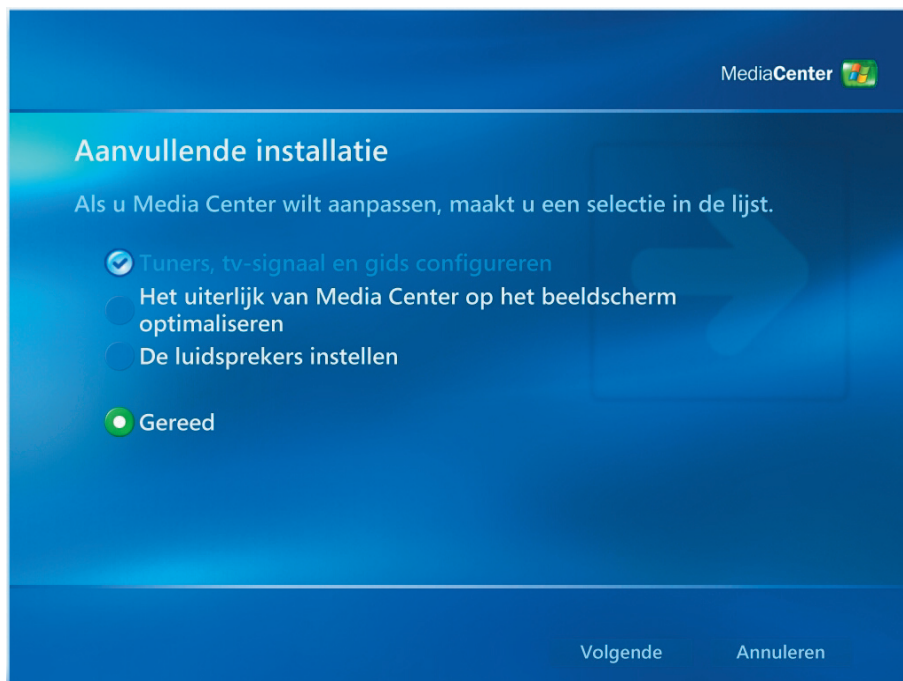 MediaCenter
Aanvullende installatie
Als u Media Center wilt aanpassen, maakt u een selectie in de lijst.
Tuners, tv-signaal en gids configureren
Het uiterlijk van Media Center op het beeldscherm
optimaliseren
De luidsprekers instellen
Gereed
Volgende
Annuleren